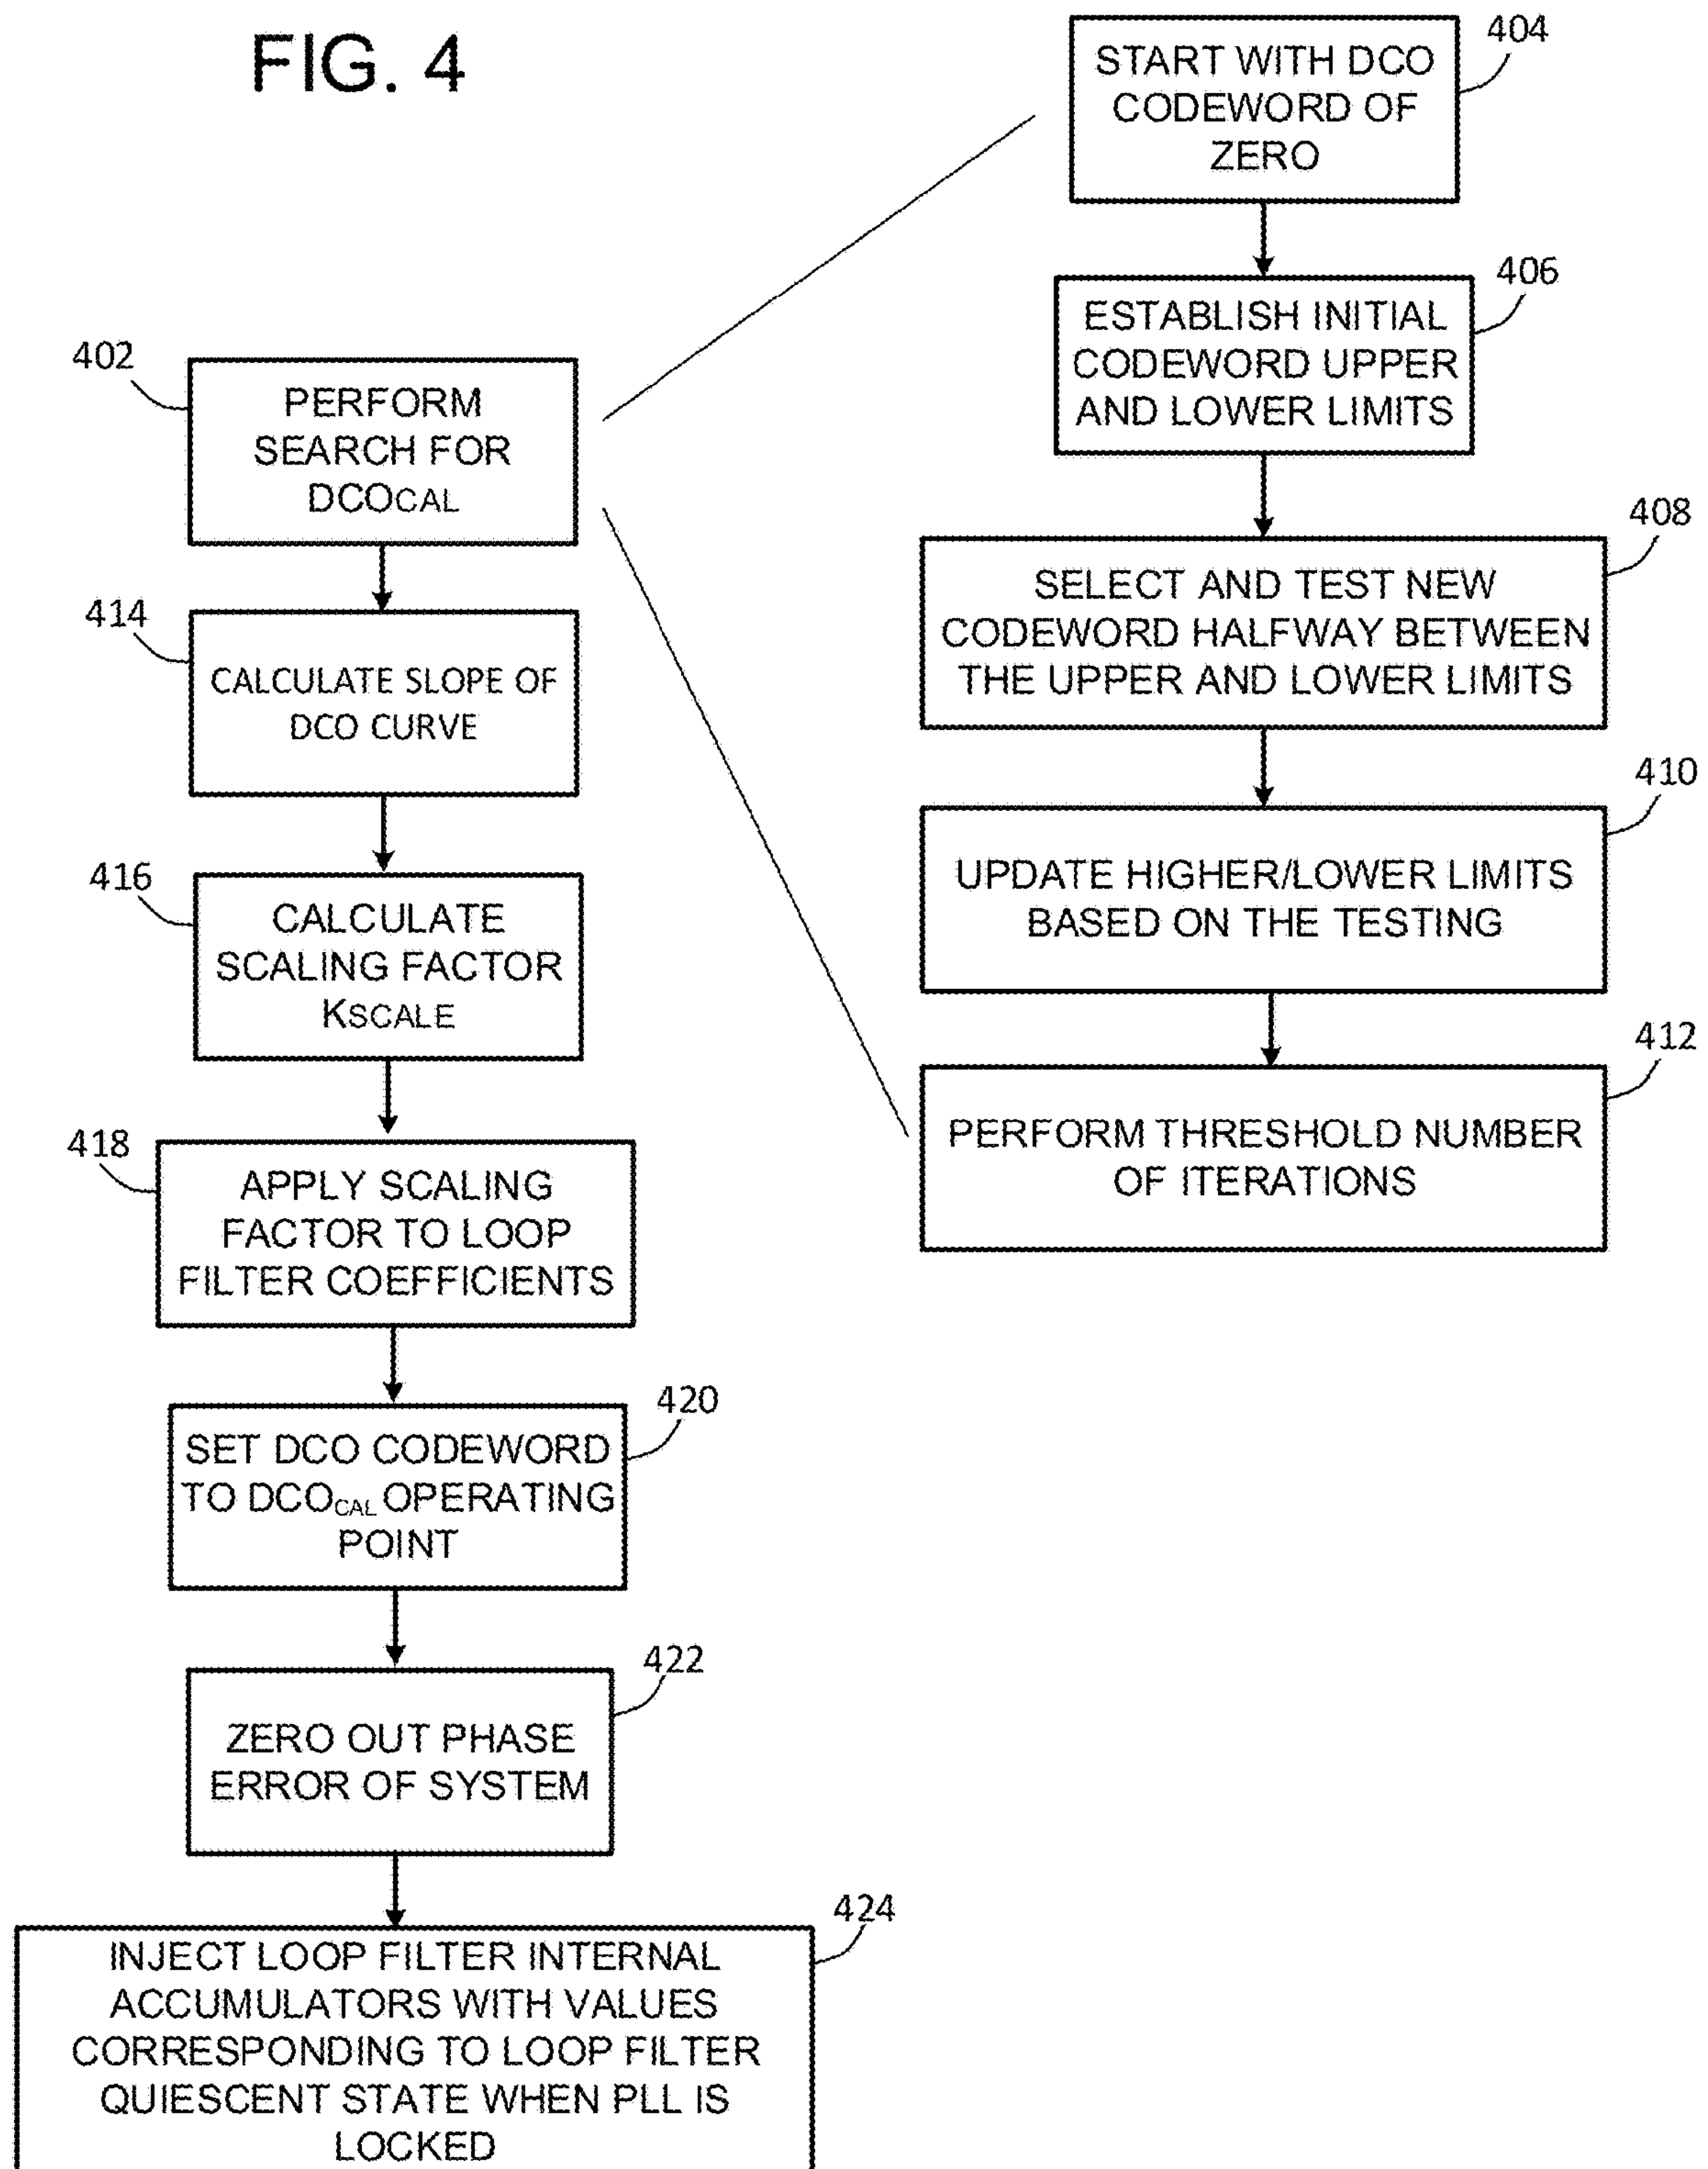 FIG. 4
402
PERFORM
SEARCH FOR
DCOCAL
414
CALCULATE SLOPE OF
DCO CURVE
416
CALCULATE
SCALING FACTOR
KSCALE
418
APPLY SCALING
FACTOR TO LOOP
FILTER COEFFICIENTS
420
SET DCO CODEWORD
TO DCOCAL OPERATING
POINT
422
ZERO OUT PHASE
ERROR OF SYSTEM
424
INJECT LOOP FILTER INTERNAL
ACCUMULATORS WITH VALUES
CORRESPONDING TO LOOP FILTER
QUIESCENT STATE WHEN PLL IS
LOCKED
404
START WITH DCO
CODEWORD OF
ZERO
406
ESTABLISH INITIAL
CODEWORD UPPER
AND LOWER LIMITS
408
SELECT AND TEST NEW
CODEWORD HALFWAY BETWEEN
THE UPPER AND LOWER LIMITS
410
UPDATE HIGHER/LOWER LIMITS
BASED ON THE TESTING
412
PERFORM THRESHOLD NUMBER
OF ITERATIONS